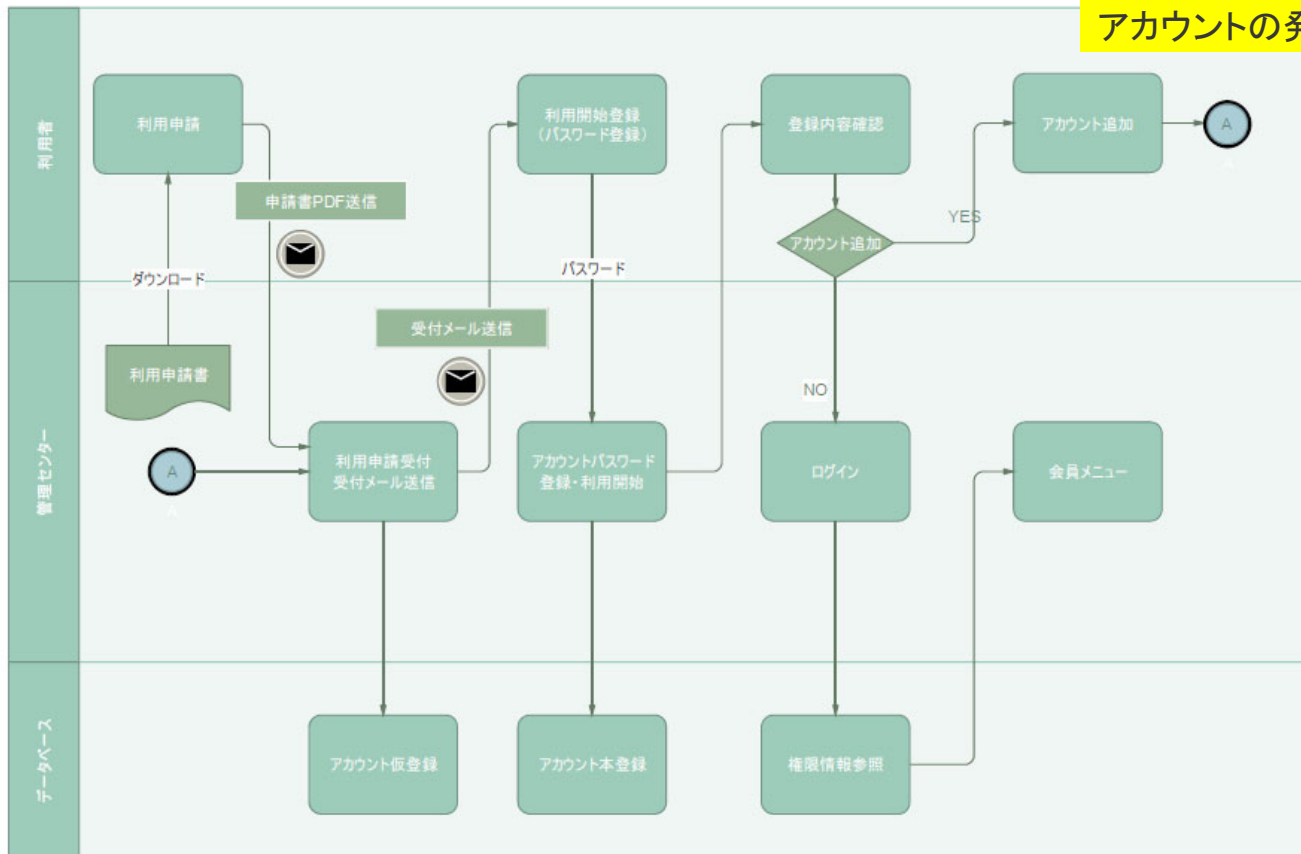 アカウントの発
利用者
利用申請
利用開始登録
(パスワード登録)
登録内容確認
アカウント追加
A
A
申請書PDF送信
YES
アカウント追加
ダウンロード
パスワード
管理センター
受付メール送信
利用申請書
NO
A
A
利用申請受付
受付メール送信
アカウントパスワード
登録・利用開始
ログイン
会員メニュー
データベース
アカウント仮登録
アカウント本登録
権限情報参照